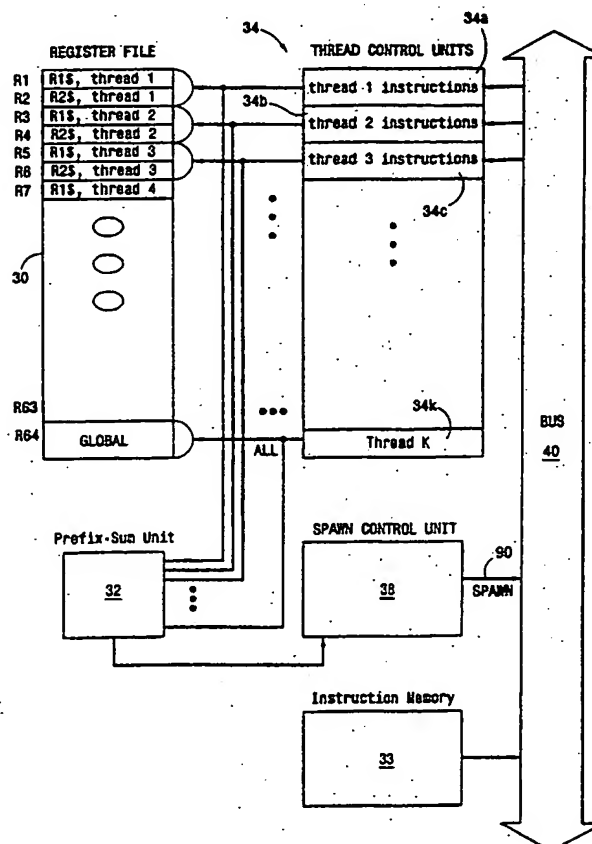 34
34a
REGISTER FILE
THREAD CONTROL UNITS
R1 R1$, thread 1
R2 R2$, thread 1
R3 R1$, thread 2
R4 R2$, thread 2
R5 R1$, thread 3
R6 R2$, thread 3
R7 R1$, thread 4
thread 1 instructions
34b
thread 2 instructions
thread 3 instructions
34c
30
R63
R64 GLOBAL
ALL
34k
Thread K
BUS
40
Prefix-Sum Unit
32
SPAWN CONTROL UNIT
38
90
SPAWN
Instruction Memory
33